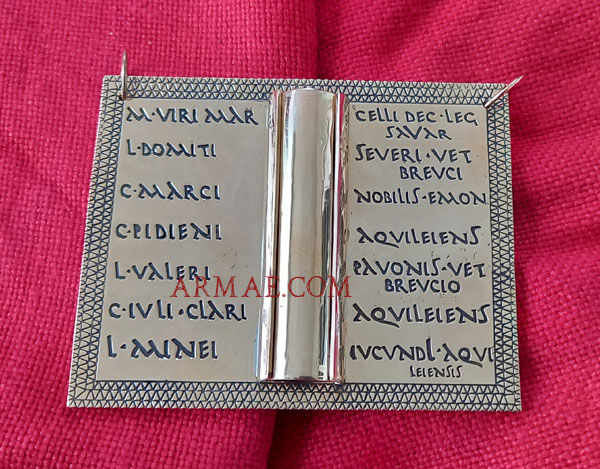 M·VIRI MAR
CELLI DEC·LEG
SAVAR
L·DOMITI
SEVERI·VET
BREVCI
C·MARCI
NOBILIS·EMON
C·PIDIENI
AQVILEIENS
L·VALERI
PAVONIS·VET
BREVCIO
ARMAE.COM
C·IVLI·CLARI
AQVILEIENS
L·MINEI
IVCVNDL·AQVI
LEIENSIS